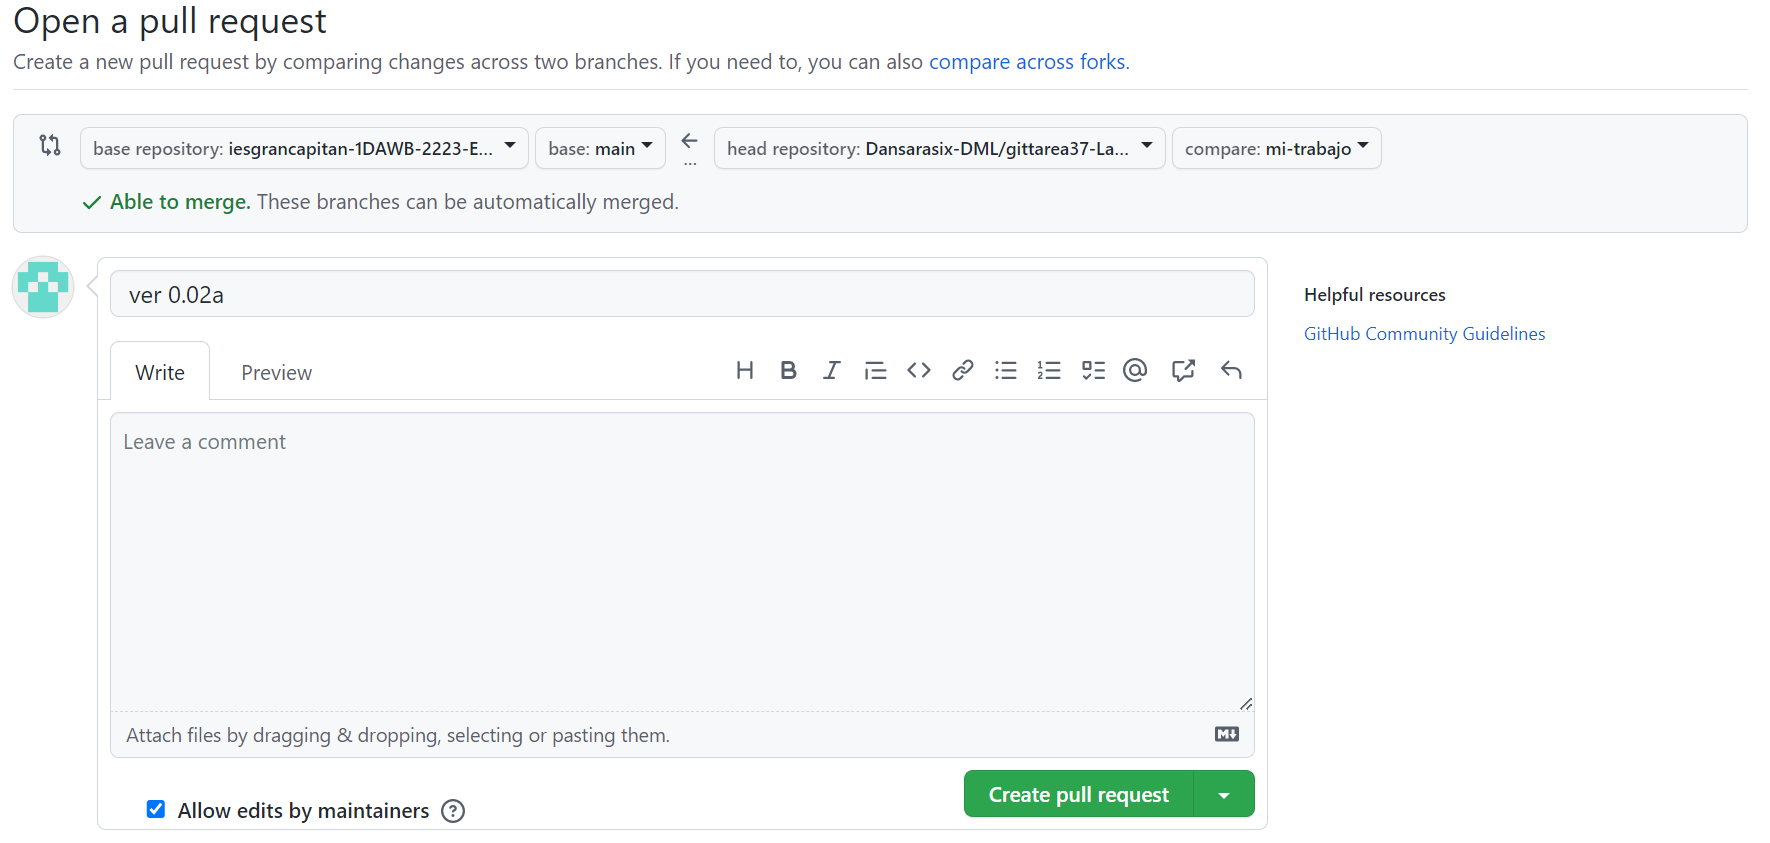 Open a pull request
Create a new pull request by comparing changes across two branches. If you need to, you can also compare across forks.
base repository: iesgrancapitan-1DAWB-2223-E... base: main ... head repository: Dansarasix-DML/gittarea37-La... compare: mi-trabajo
Able to merge. These branches can be automatically merged.
ver 0.02a
Helpful resources
GitHub Community Guidelines
Write Preview
Leave a comment
Attach files by dragging & dropping, selecting or pasting them.
Allow edits by maintainers
Create pull request